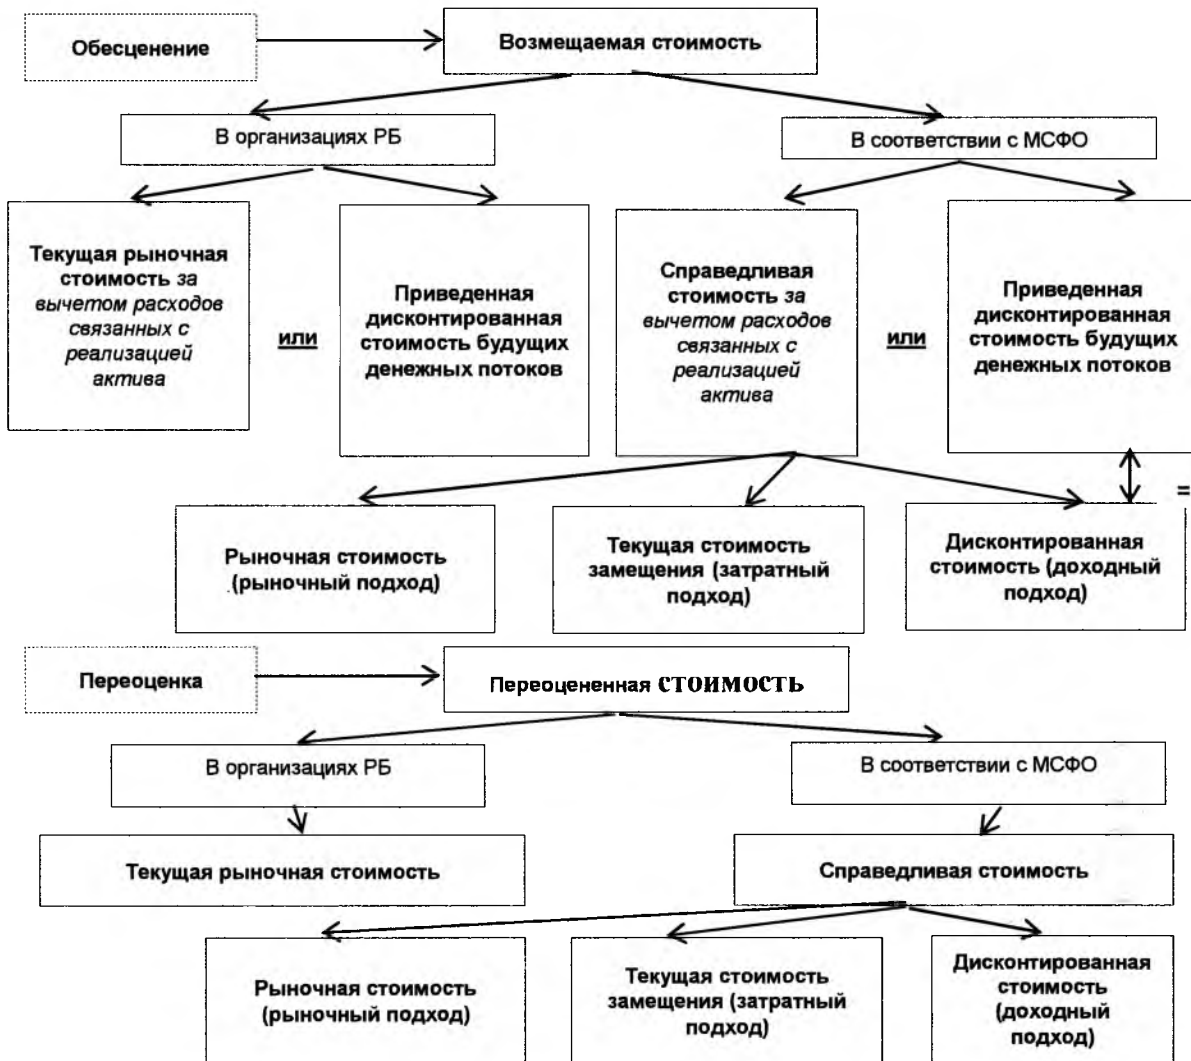 Обесценение
Возмещаемая стоимость
В организациях РБ
В соответствии с МСФО
Текущая рыночная
стоимость за
вычетом расходов
связанных с
реализацией
актива
или
Приведенная
дисконтированная
стоимость будущих
денежных потоков
Справедливая
стоимость за
вычетом расходов
связанных с
реализацией
актива
или
Приведенная
дисконтированная
стоимость будущих
денежных потоков
=
Рыночная стоимость
(рыночный подход)
Текущая стоимость
замещения (затратный
подход)
Дисконтированная
стоимость (доходный
подход)
Переоценка
Переоцененная стоимость
В организациях РБ
В соответствии с МСФО
Текущая рыночная стоимость
Справедливая стоимость
Рыночная стоимость
(рыночный подход)
Текущая стоимость
замещения (затратный
подход)
Дисконтированная
стоимость
(доходный
подход)